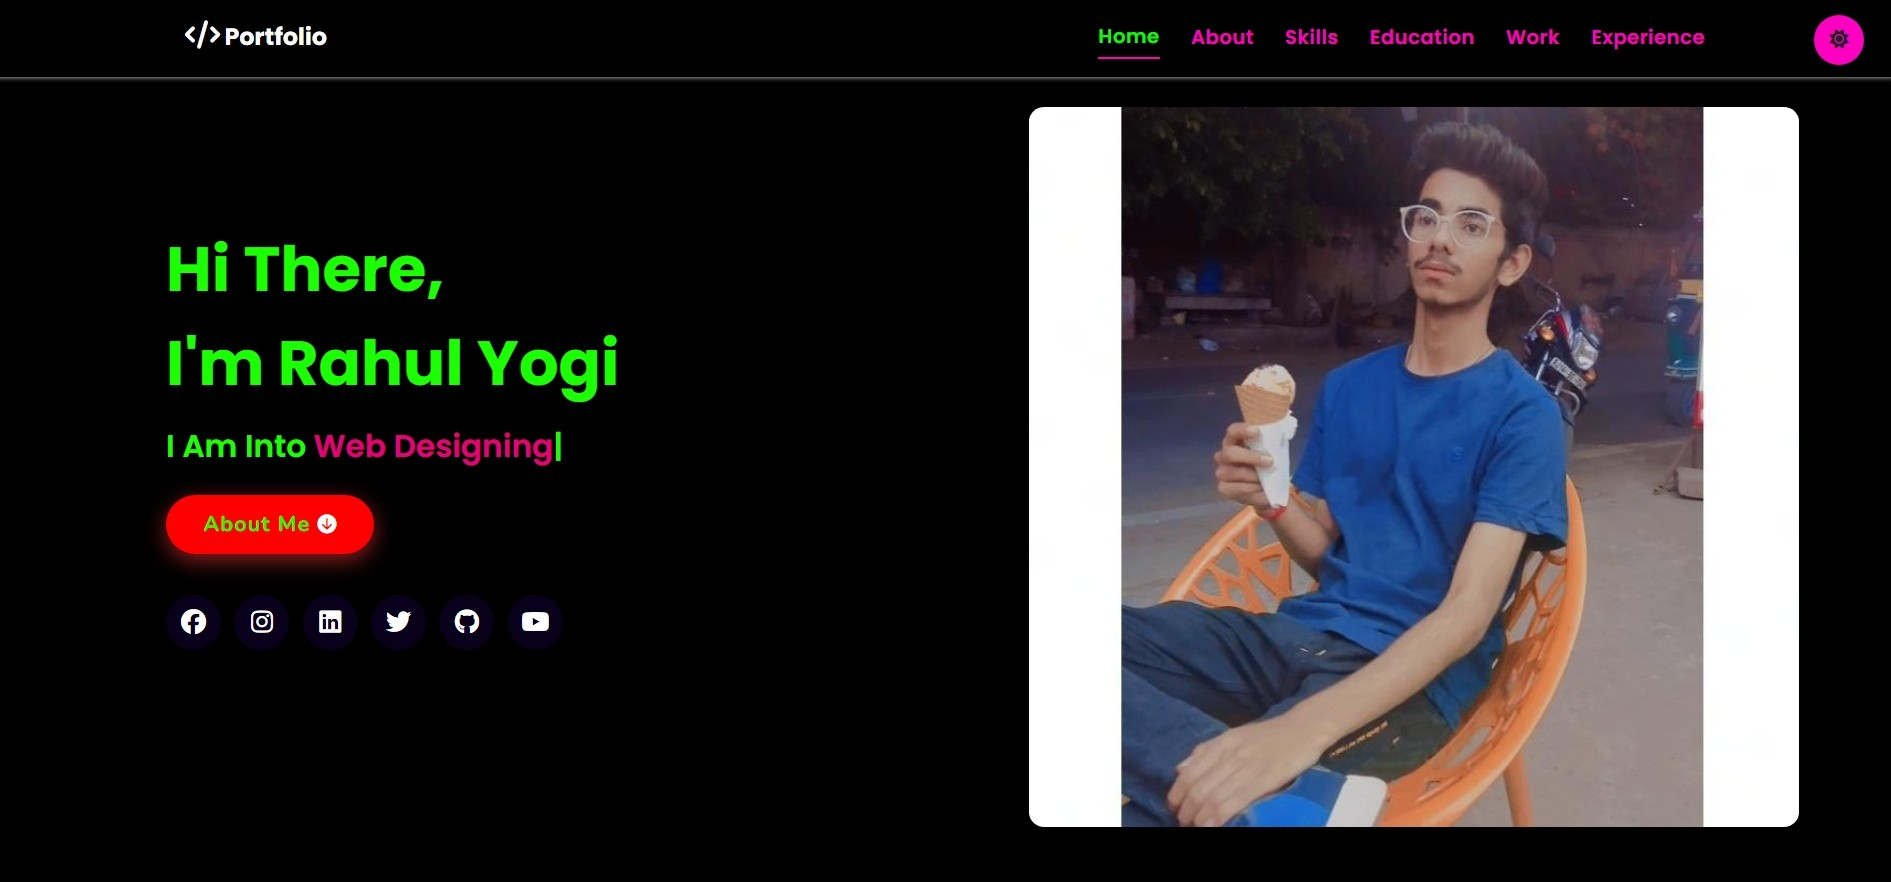 </> Portfolio
Home About Skills Education Work Experience
Hi There,
I'm Rahul Yogi
I Am Into Web Designing|
About Me